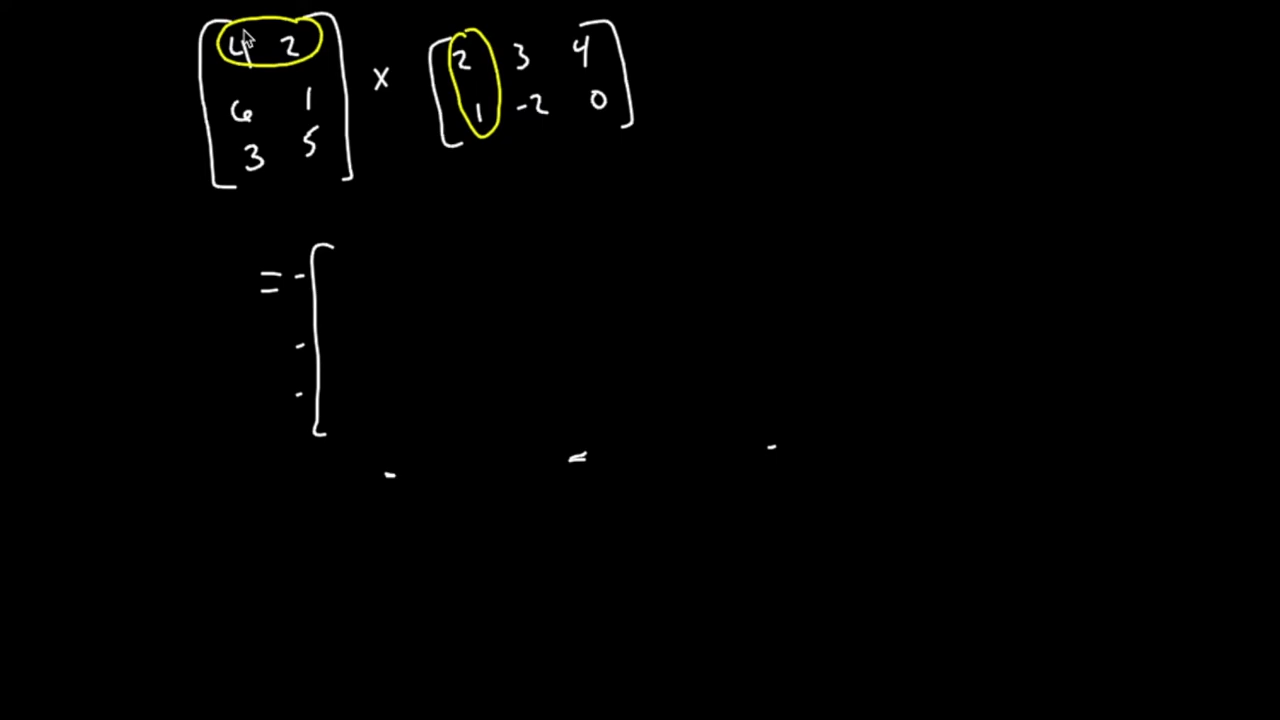 4 2 × 2 3 4
6 1 1 -2 0
3 5
= -
-
-
- = -